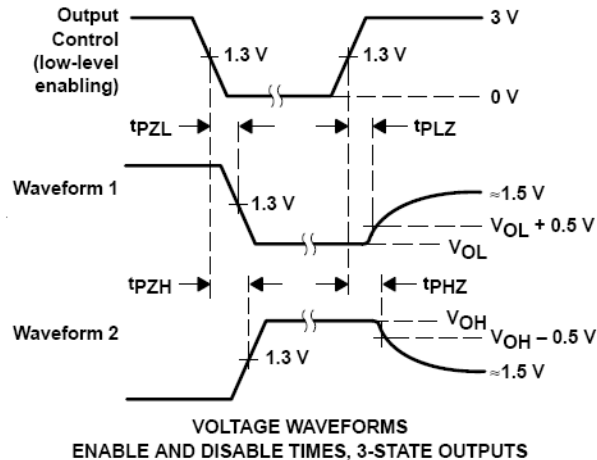 Output
Control
(low-level
enabling)
3 V
1.3 V
1.3 V
0 V
tPZL
tPLZ
Waveform 1
1.3 V
≈1.5 V
VOL + 0.5 V
VOL
tPZH
tPHZ
Waveform 2
1.3 V
VOH
VOH – 0.5 V
≈1.5 V
VOLTAGE WAVEFORMS
ENABLE AND DISABLE TIMES, 3-STATE OUTPUTS